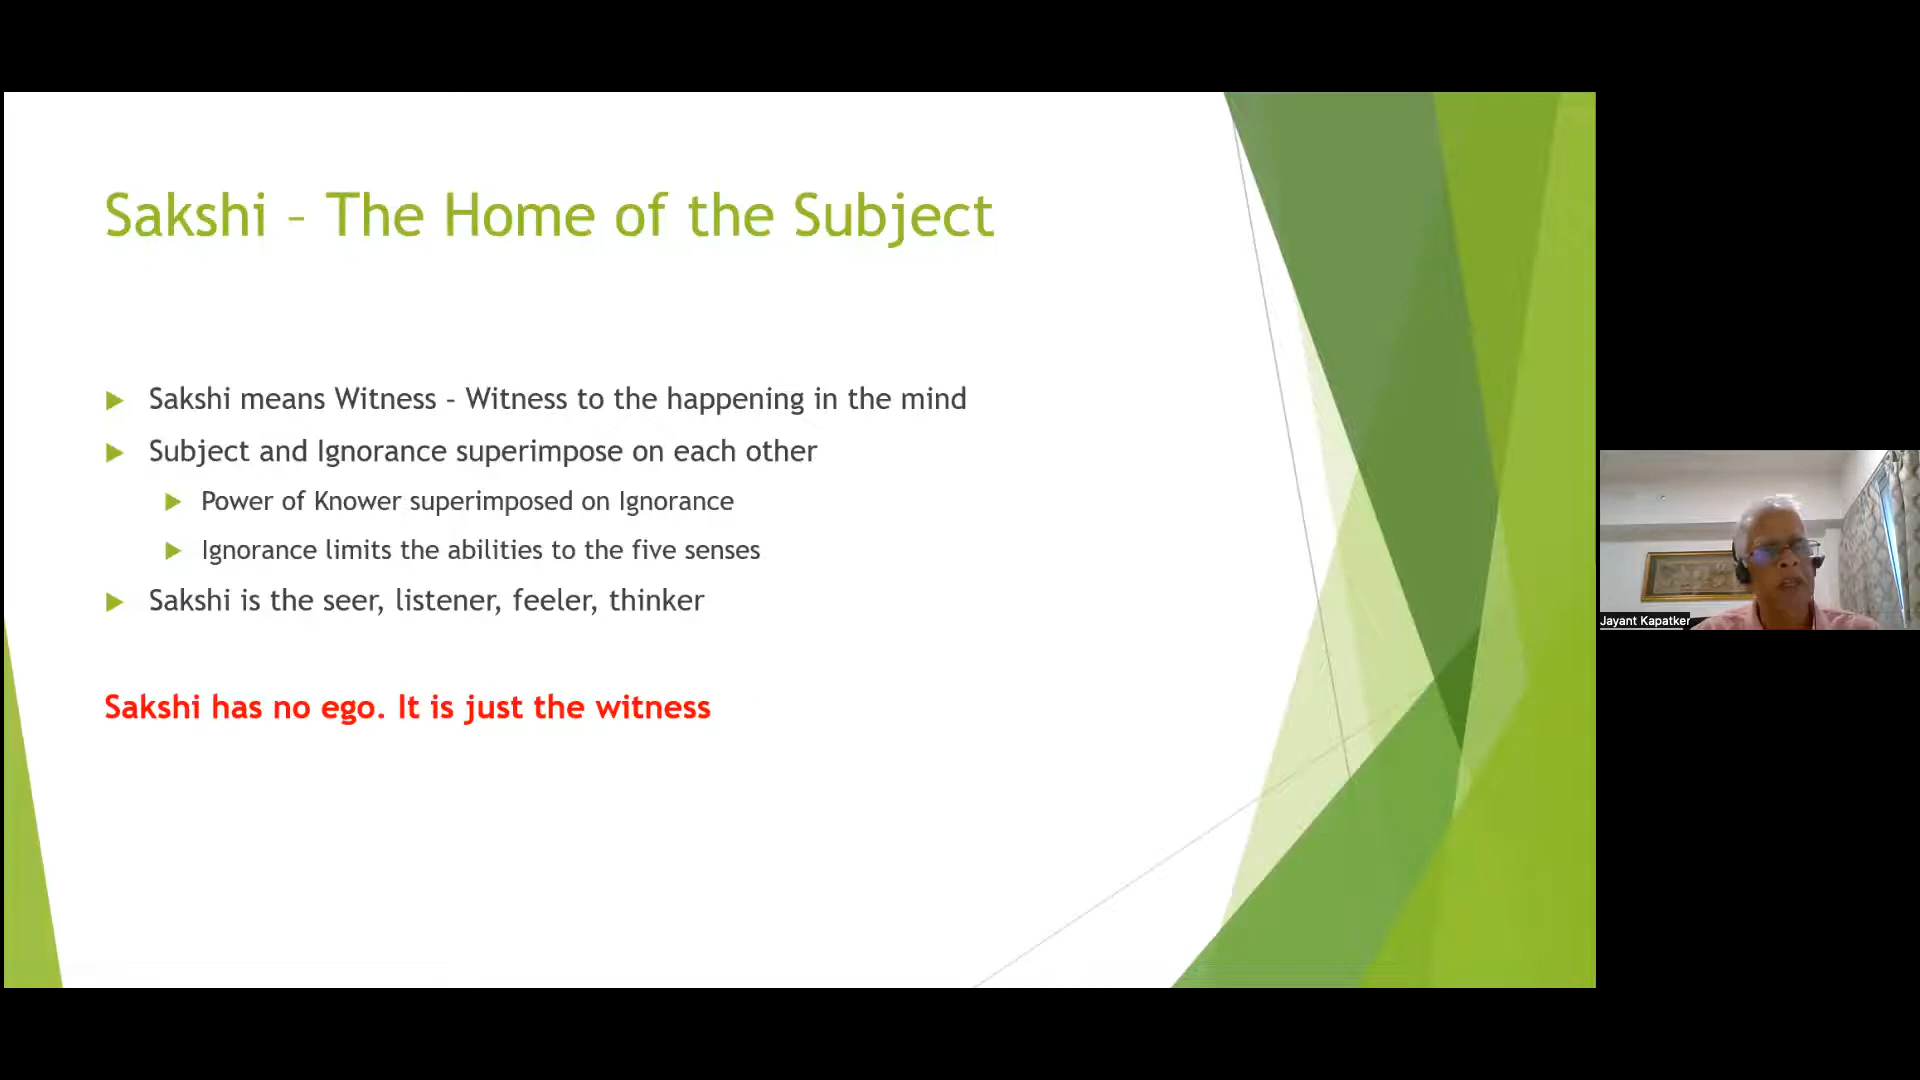 Sakshi – The Home of the Subject
Sakshi means Witness – Witness to the happening in the mind
Subject and Ignorance superimpose on each other
Power of Knower superimposed on Ignorance
Ignorance limits the abilities to the five senses
Sakshi is the seer, listener, feeler, thinker
Sakshi has no ego. It is just the witness
Jayant Kapatker